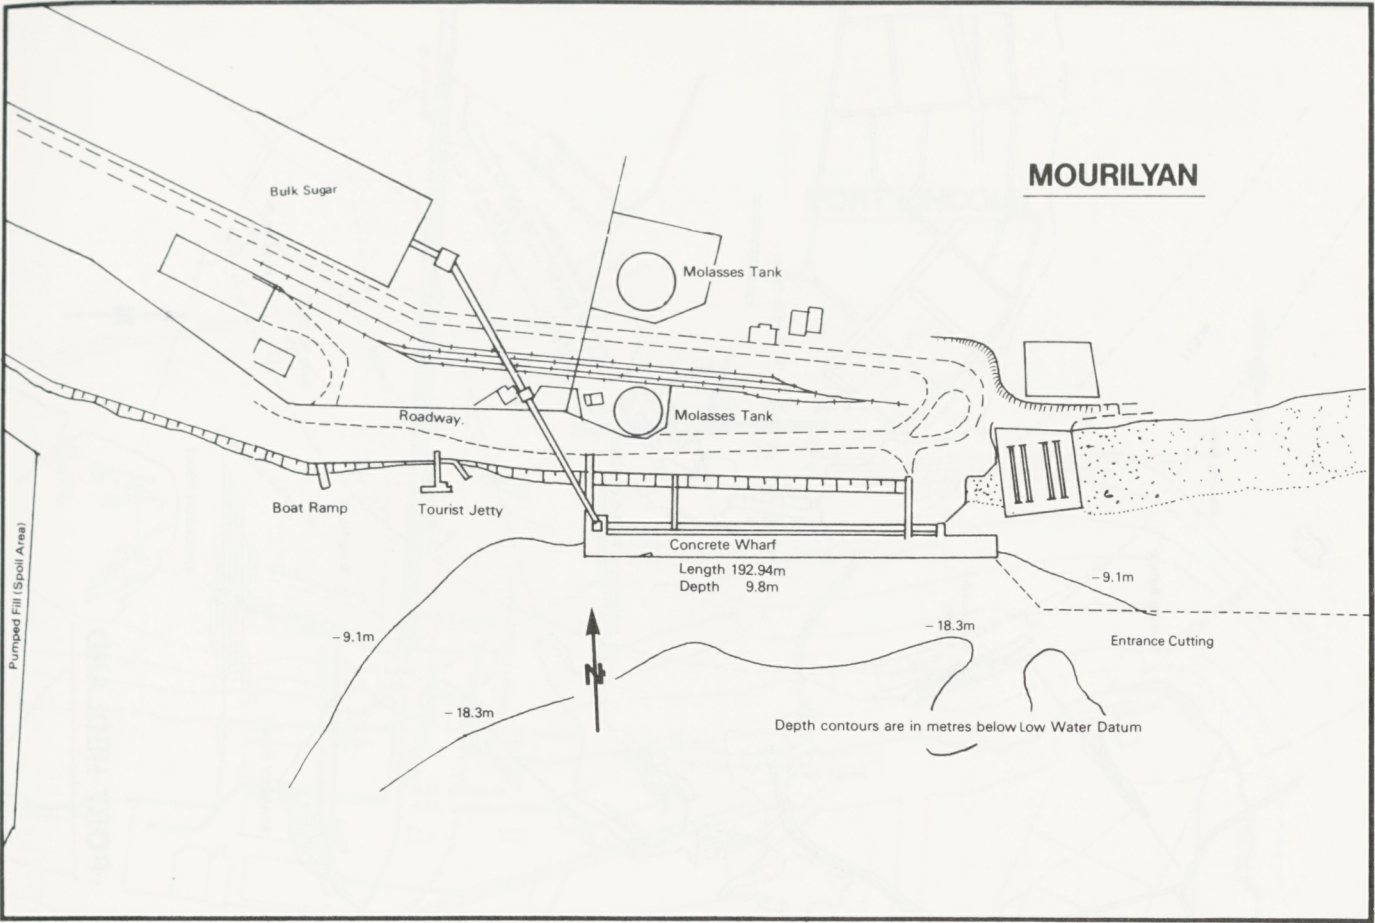 MOURILYAN
Bulk Sugar
Molasses Tank
Roadway.
Molasses Tank
Boat Ramp
Tourist Jetty
Concrete Wharf
Length 192.94m
Depth 9.8m
-9.1m
-9.1m
Entrance Cutting
-18.3m
-18.3m
N
Depth contours are in metres below Low Water Datum
Pumped Fill (Spoil Area)